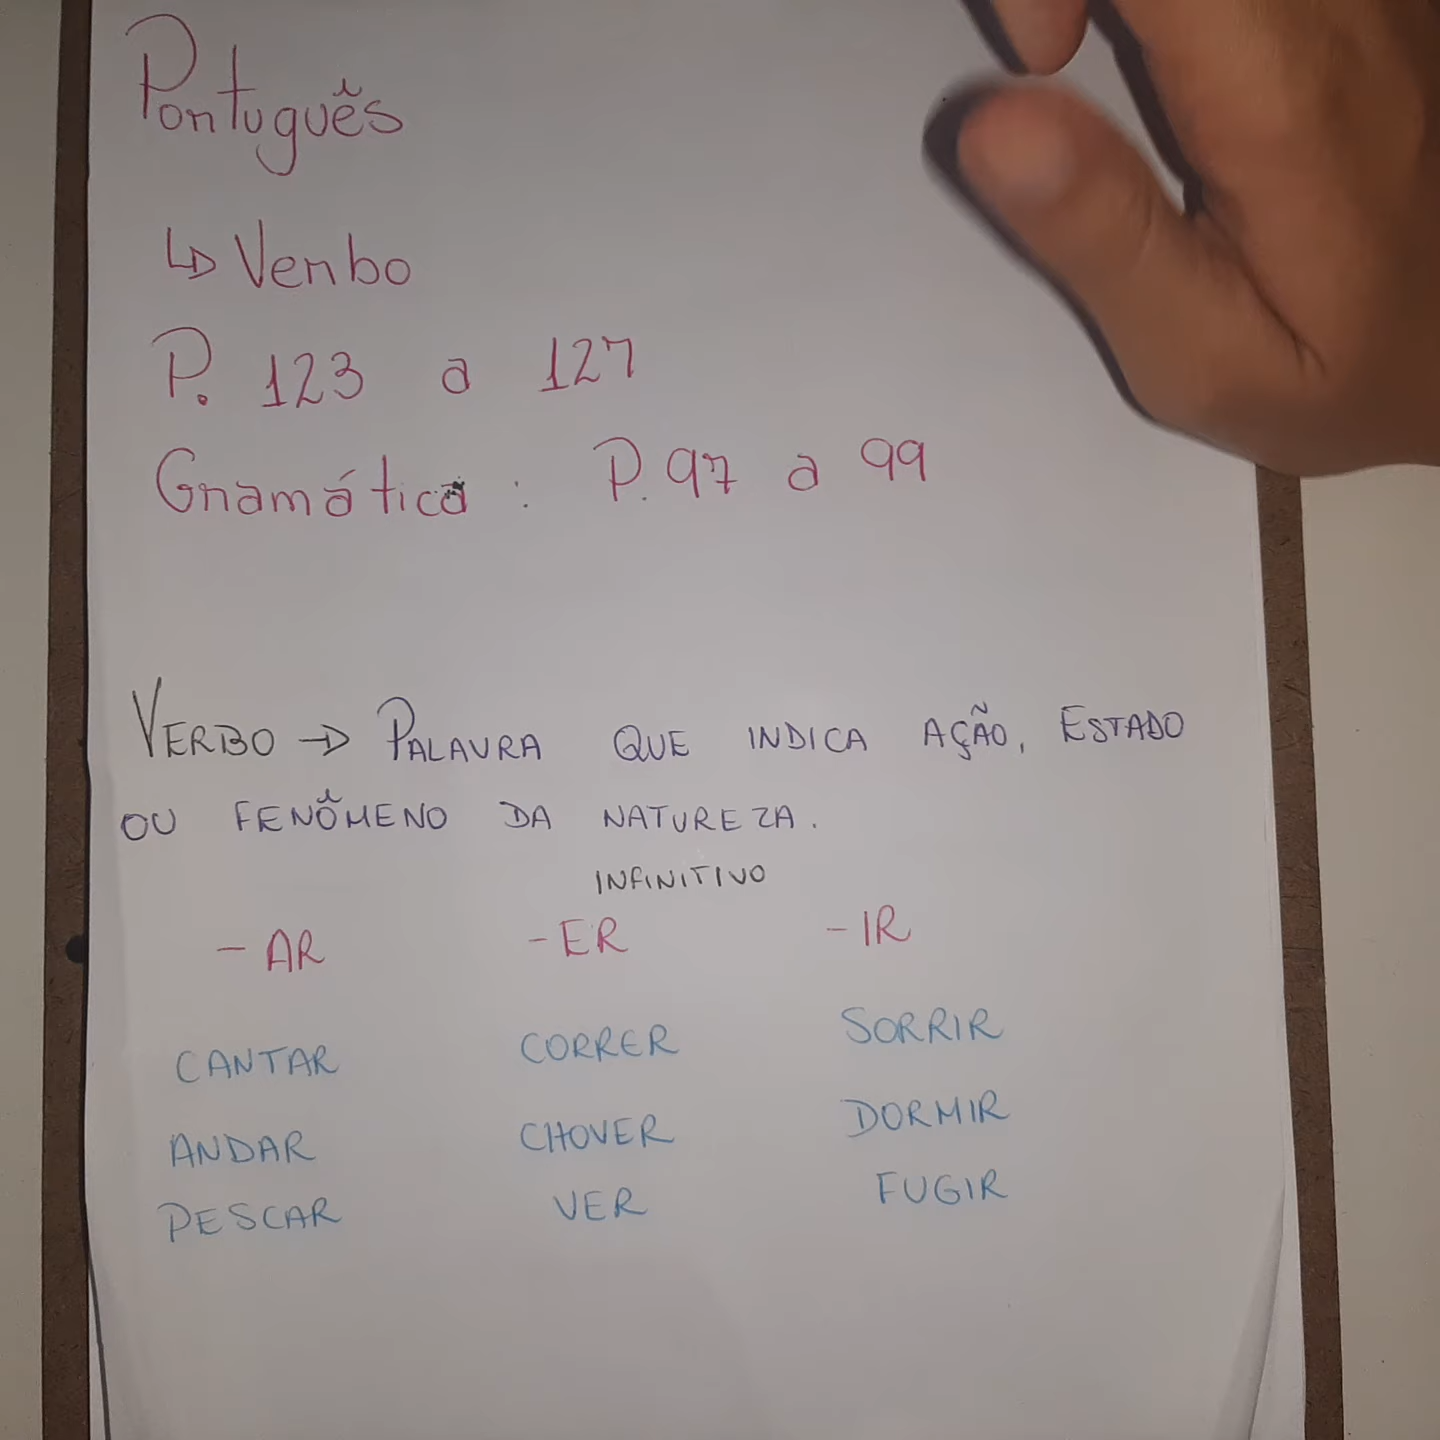 Português
↳ Verbo
P. 123 a 127
Gramática : P. 97 a 99
VERBO → PALAVRA QUE INDICA AÇÃO, ESTADO
OU FENÔMENO DA NATUREZA.
INFINITIVO
- AR - ER - IR
CANTAR CORRER SORRIR
ANDAR CHOVER DORMIR
PESCAR VER FUGIR